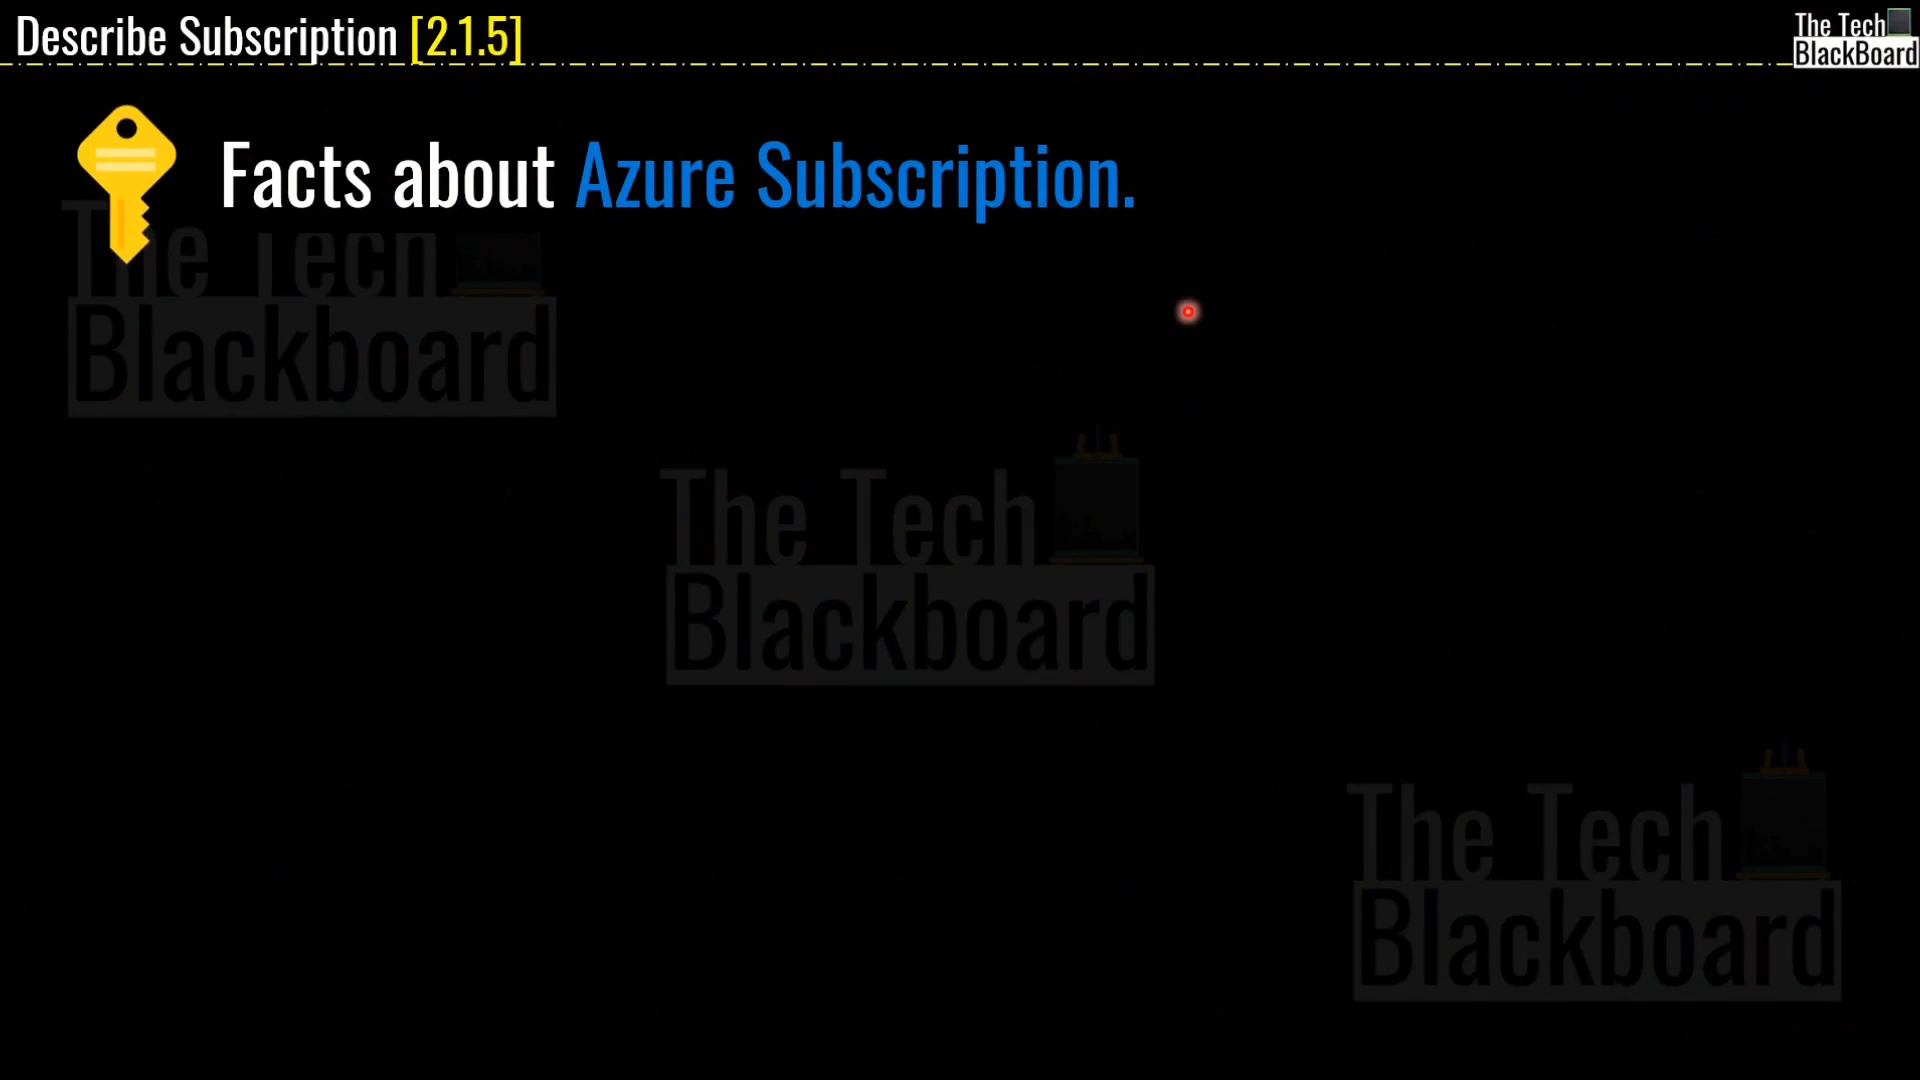 Describe Subscription [2.1.5]
The Tech
BlackBoard
Facts about Azure Subscription.
The Tech
Blackboard
The Tech
Blackboard
The Tech
Blackboard